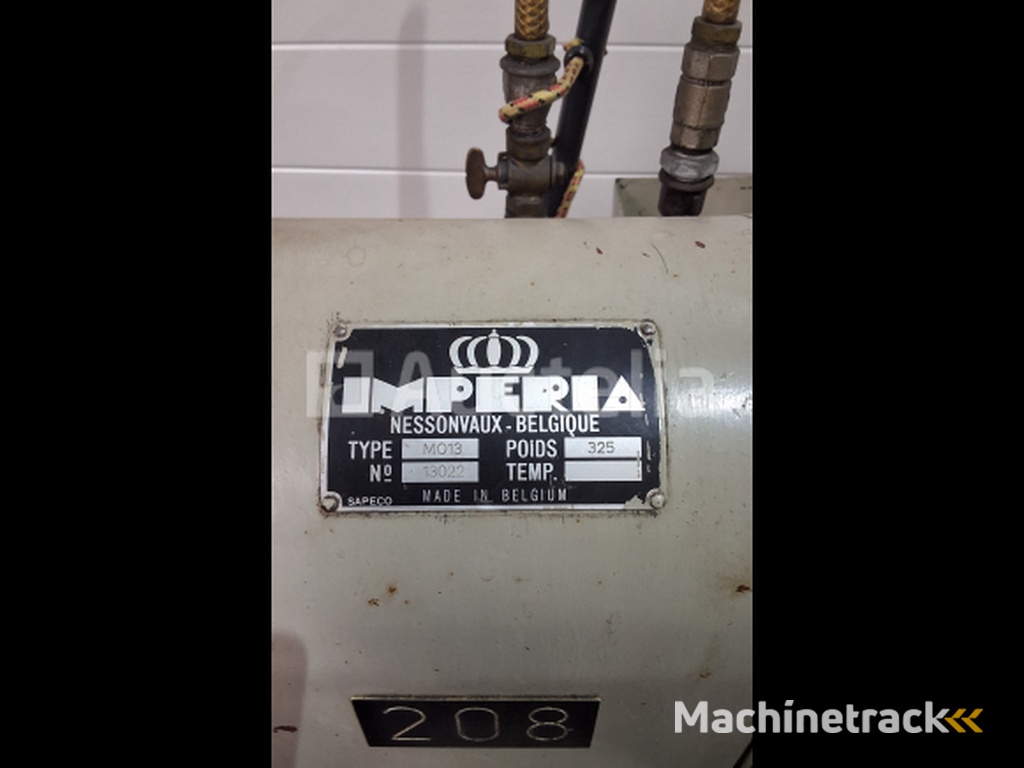 IMPERIA
NESSONVAUX - BELGIQUE
TYPE MO13 POIDS 325
Nº 13022 TEMP.
SAPECO MADE IN BELGIUM
208
Machinetrack